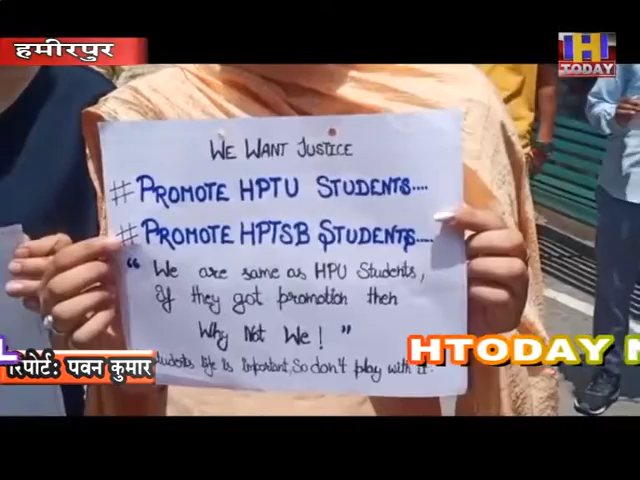 हमीरपुर
H
TODAY
WE WANT JUSTICE
# PROMOTE HPTU STUDENTS....
# PROMOTE HPTSB STUDENTS....
"We are same as HPU Students,
If they got promotion then
Why Not We! "
Students life is important, So don't play with it.
HTODAY N
रिपोर्ट: पवन कुमार